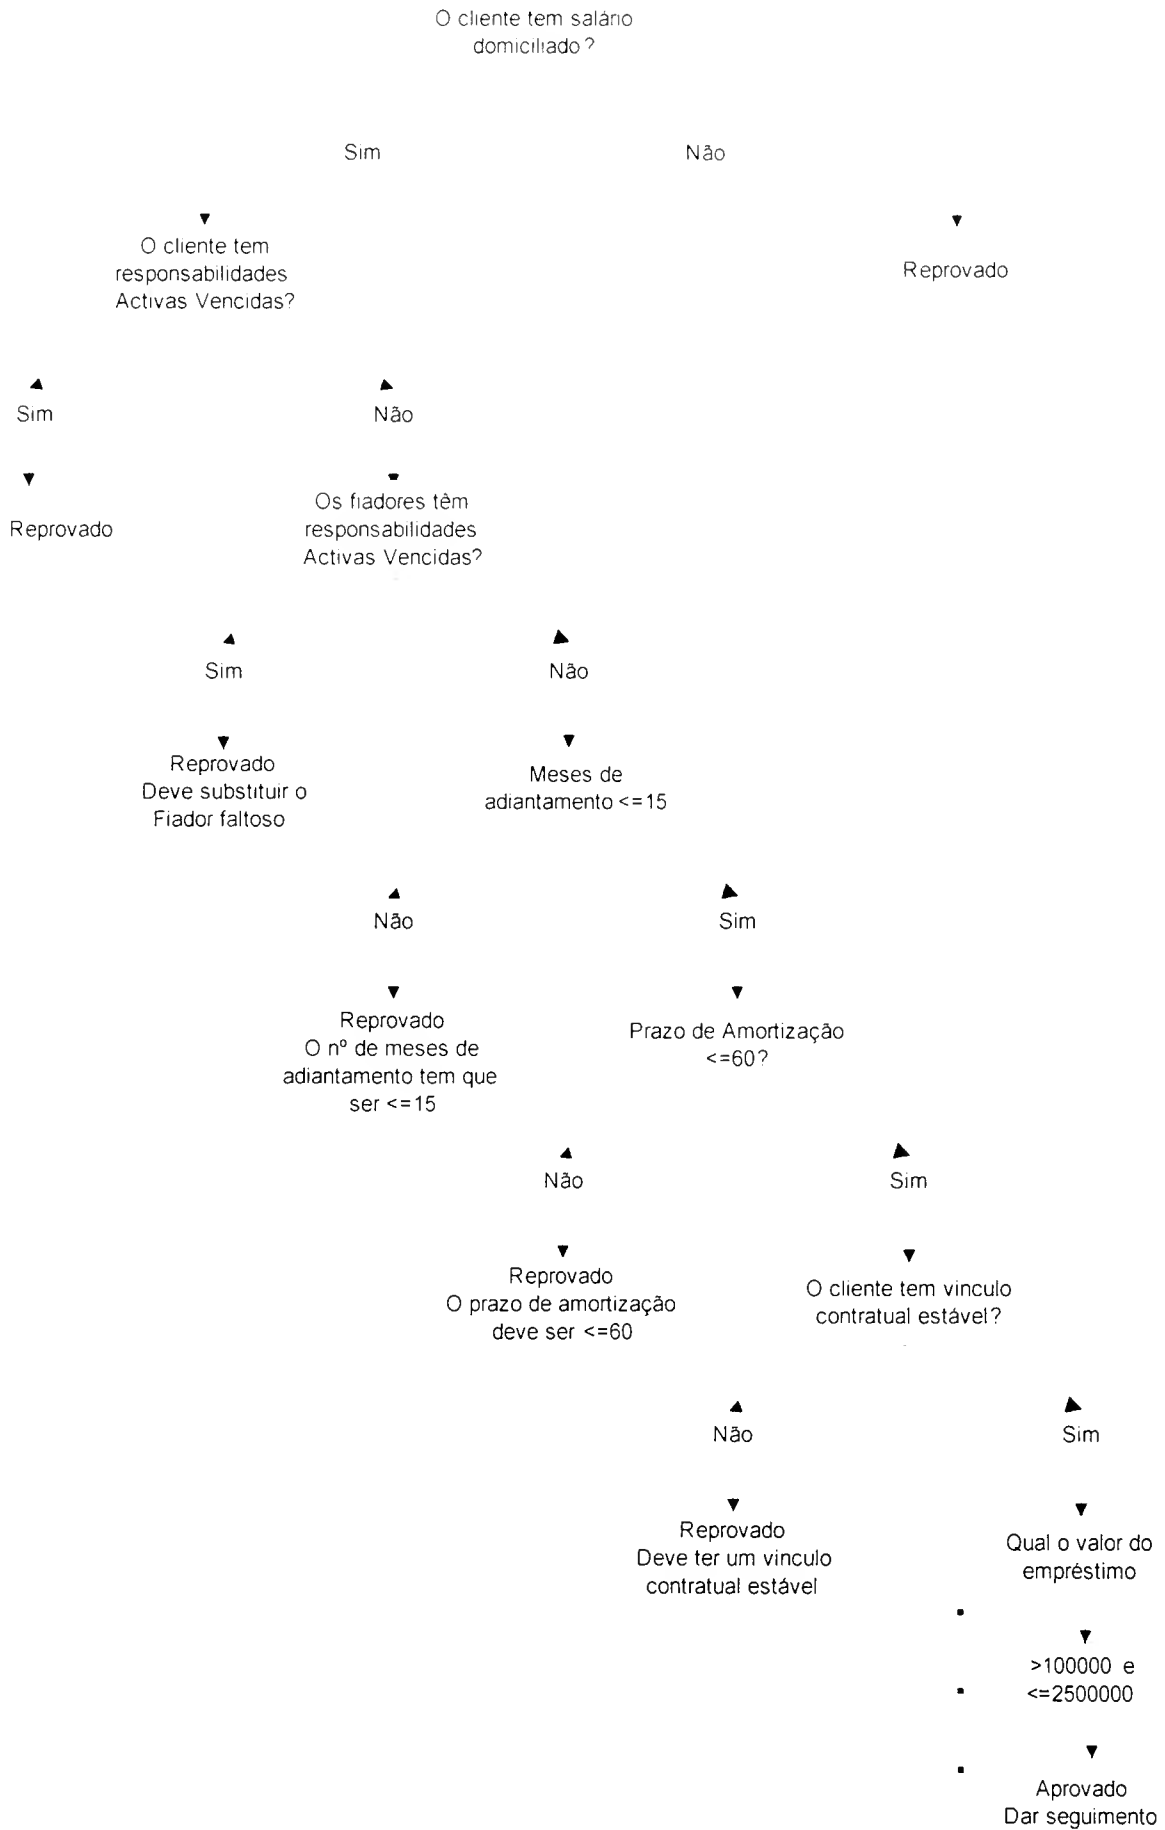 O cliente tem salário
domiciliado?
Sim
Não
O cliente tem
responsabilidades
Activas Vencidas?
Reprovado
Sim
Não
Reprovado
Os fiadores têm
responsabilidades
Activas Vencidas?
Sim
Não
Reprovado
Deve substituir o
Fiador faltoso
Meses de
adiantamento <=15
Não
Sim
Reprovado
O nº de meses de
adiantamento tem que
ser <=15
Prazo de Amortização
<=60?
Não
Sim
Reprovado
O prazo de amortização
deve ser <=60
O cliente tem vinculo
contratual estável?
Não
Sim
Reprovado
Deve ter um vinculo
contratual estável
Qual o valor do
empréstimo
>100000 e
<=2500000
Aprovado
Dar seguimento